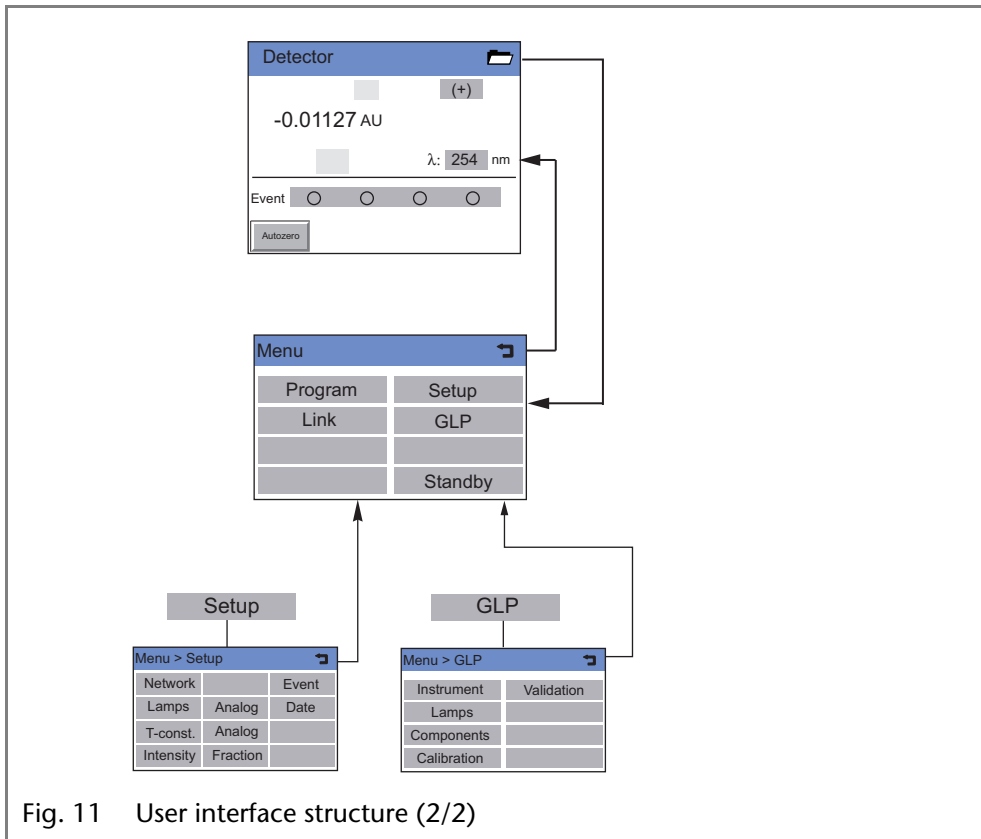 Detector
(+)
-0.01127 AU
λ: 254 nm
Event
Autozero
Menu
Program Setup
Link GLP
Standby
Setup GLP
Menu > Setup
Network Event
Lamps Analog Date
T-const. Analog
Intensity Fraction
Menu > GLP
Instrument Validation
Lamps
Components
Calibration
Fig. 11 User interface structure (2/2)